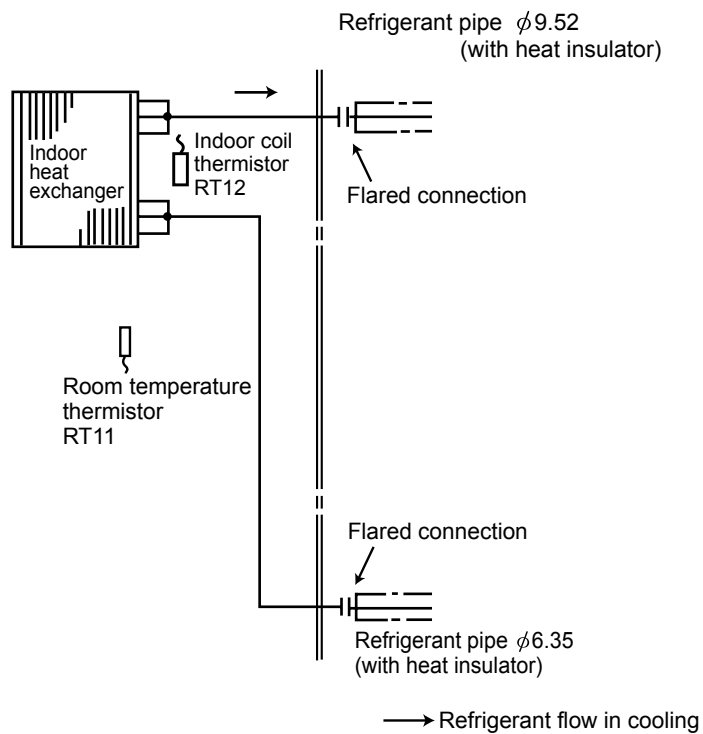 Refrigerant pipe ϕ9.52
(with heat insulator)
Indoor
heat
exchanger
Indoor coil
thermistor
RT12
Flared connection
Room temperature
thermistor
RT11
Flared connection
Refrigerant pipe ϕ6.35
(with heat insulator)
Refrigerant flow in cooling